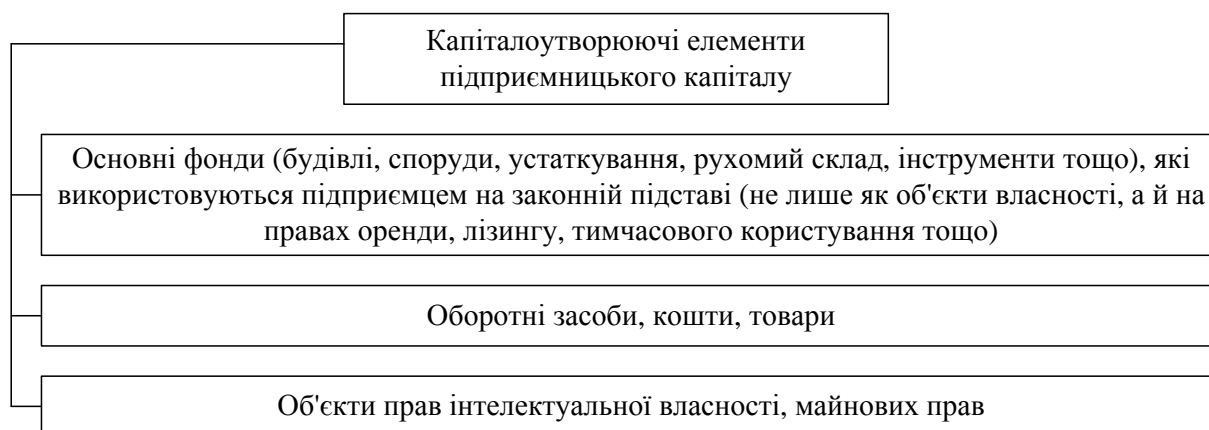 Капіталоутворюючі елементи
підприємницького капіталу
Основні фонди (будівлі, споруди, устаткування, рухомий склад, інструменти тощо), які
використовуються підприємцем на законній підставі (не лише як об'єкти власності, а й на
правах оренди, лізингу, тимчасового користування тощо)
Оборотні засоби, кошти, товари
Об'єкти прав інтелектуальної власності, майнових прав